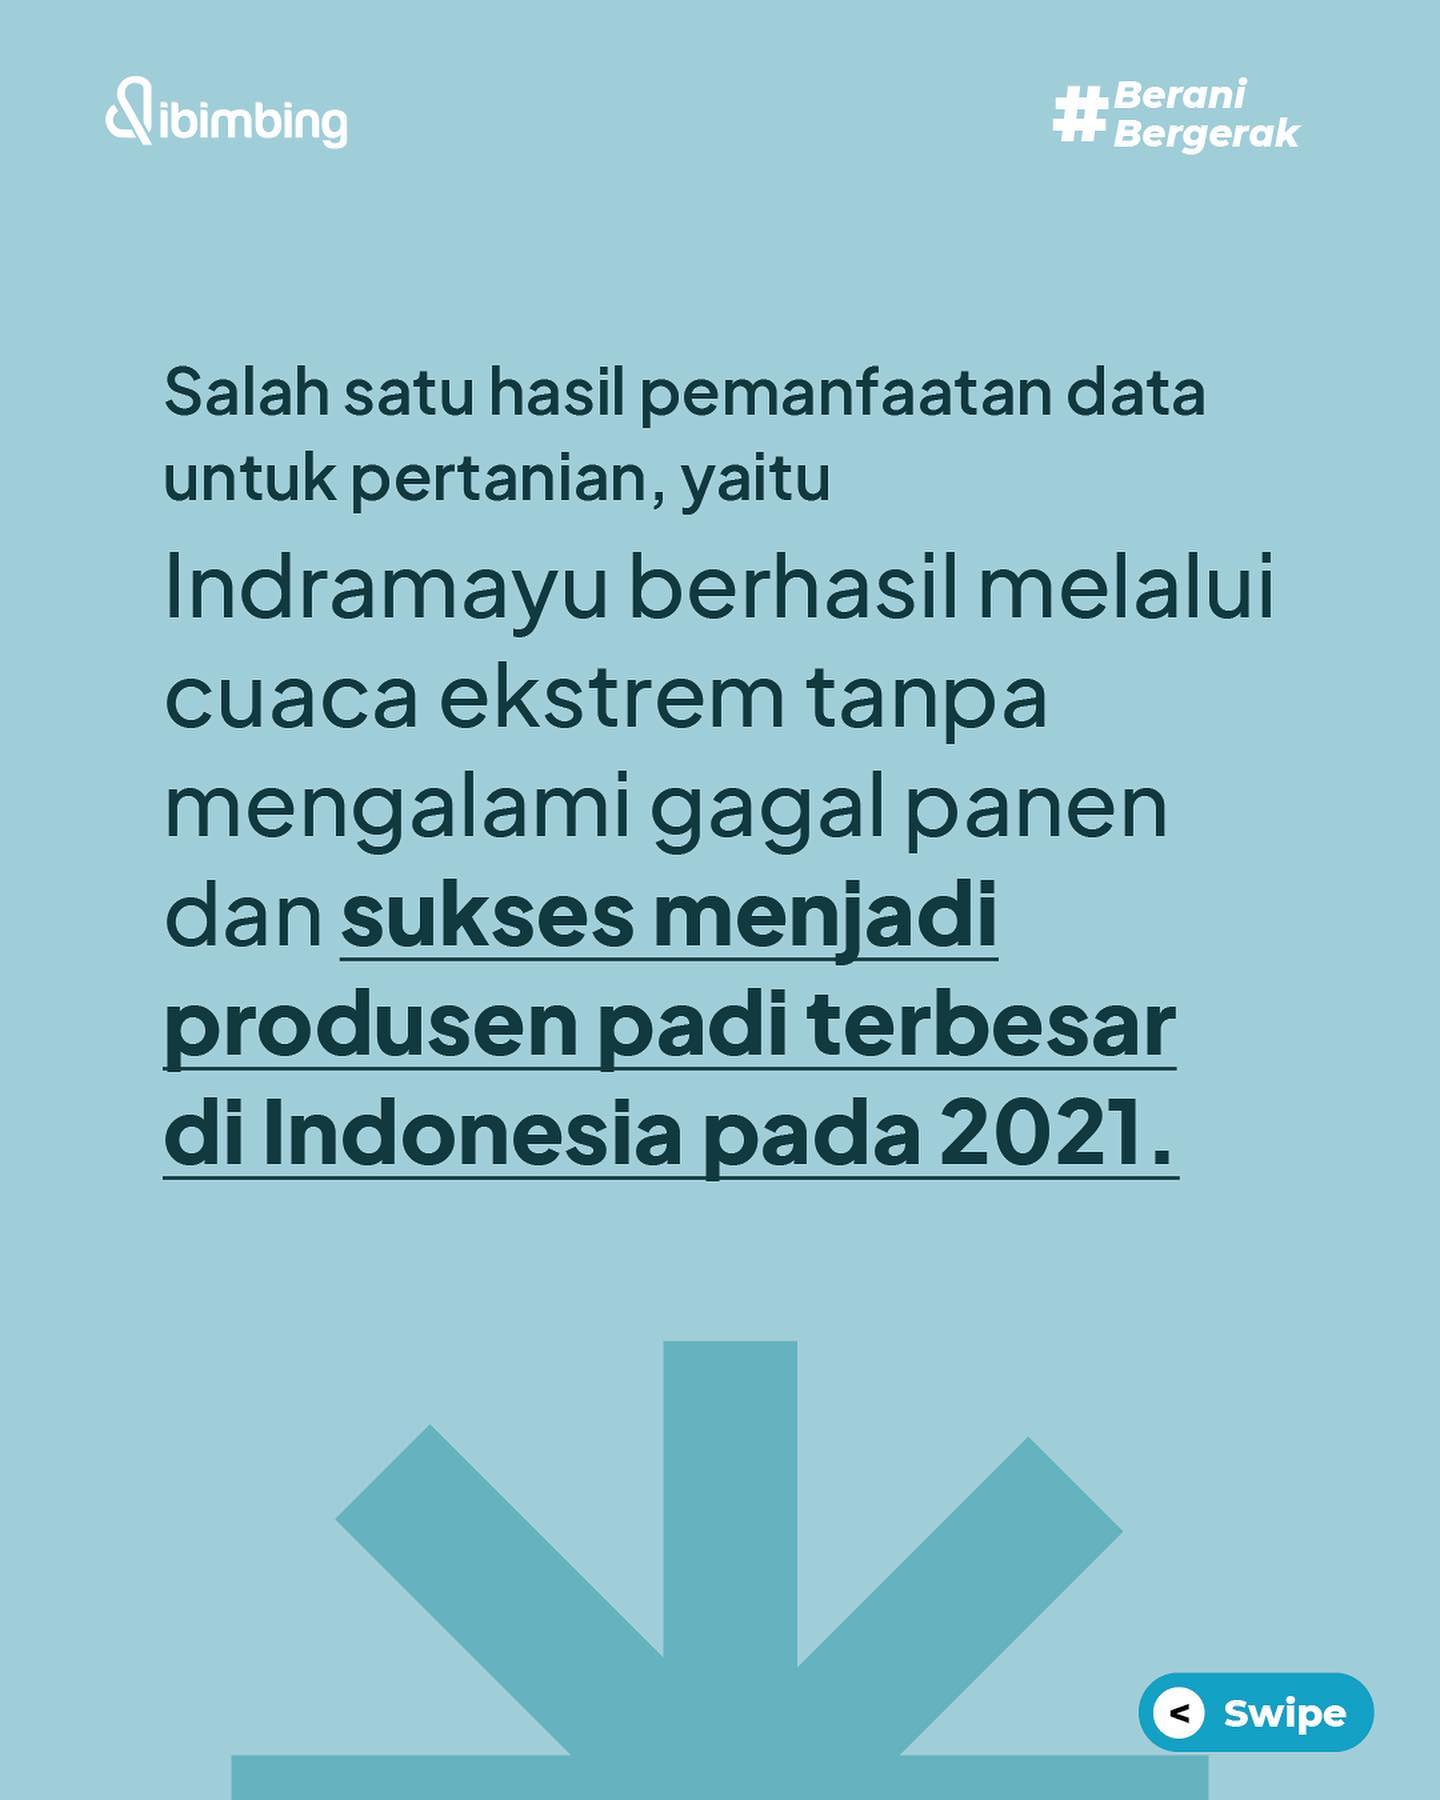 dibimbing
#Berani
Bergerak
Salah satu hasil pemanfaatan data
untuk pertanian, yaitu
Indramayu berhasil melalui
cuaca ekstrem tanpa
mengalami gagal panen
dan sukses menjadi
produsen padi terbesar
di Indonesia pada 2021.
< Swipe